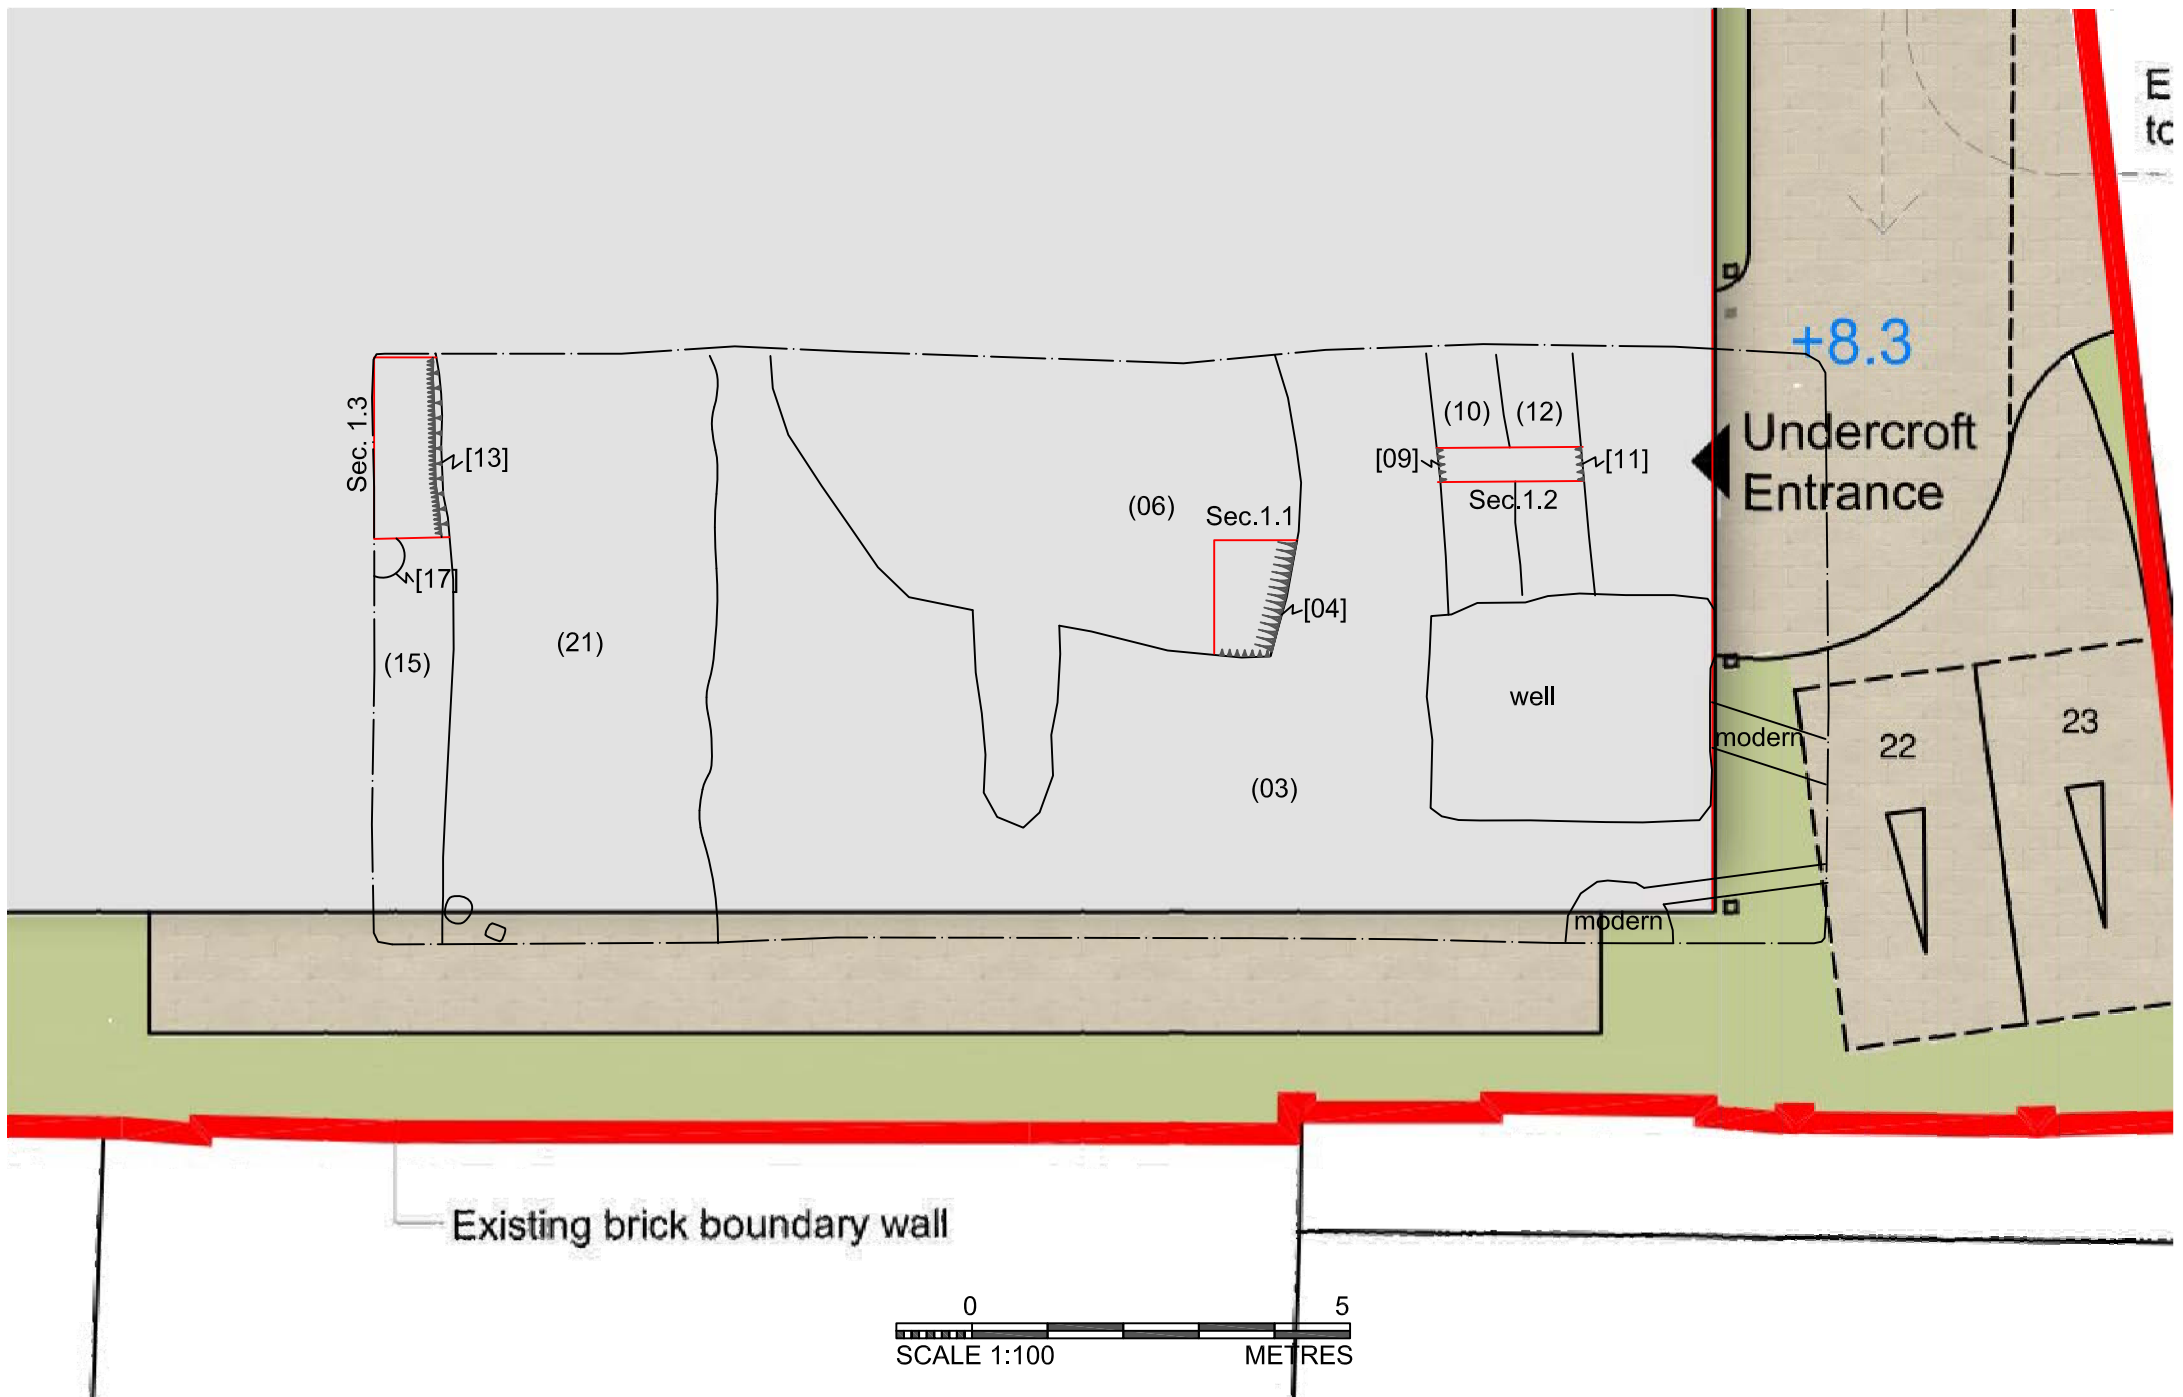 E
to
+8.3
Undercroft
Entrance
Sec. 1.3
[13]
(10)
(12)
[09]
[11]
Sec.1.2
(06)
Sec.1.1
[17]
[04]
(15)
(21)
well
modern
22
23
(03)
modern
Existing brick boundary wall
0 5
SCALE 1:100 METRES